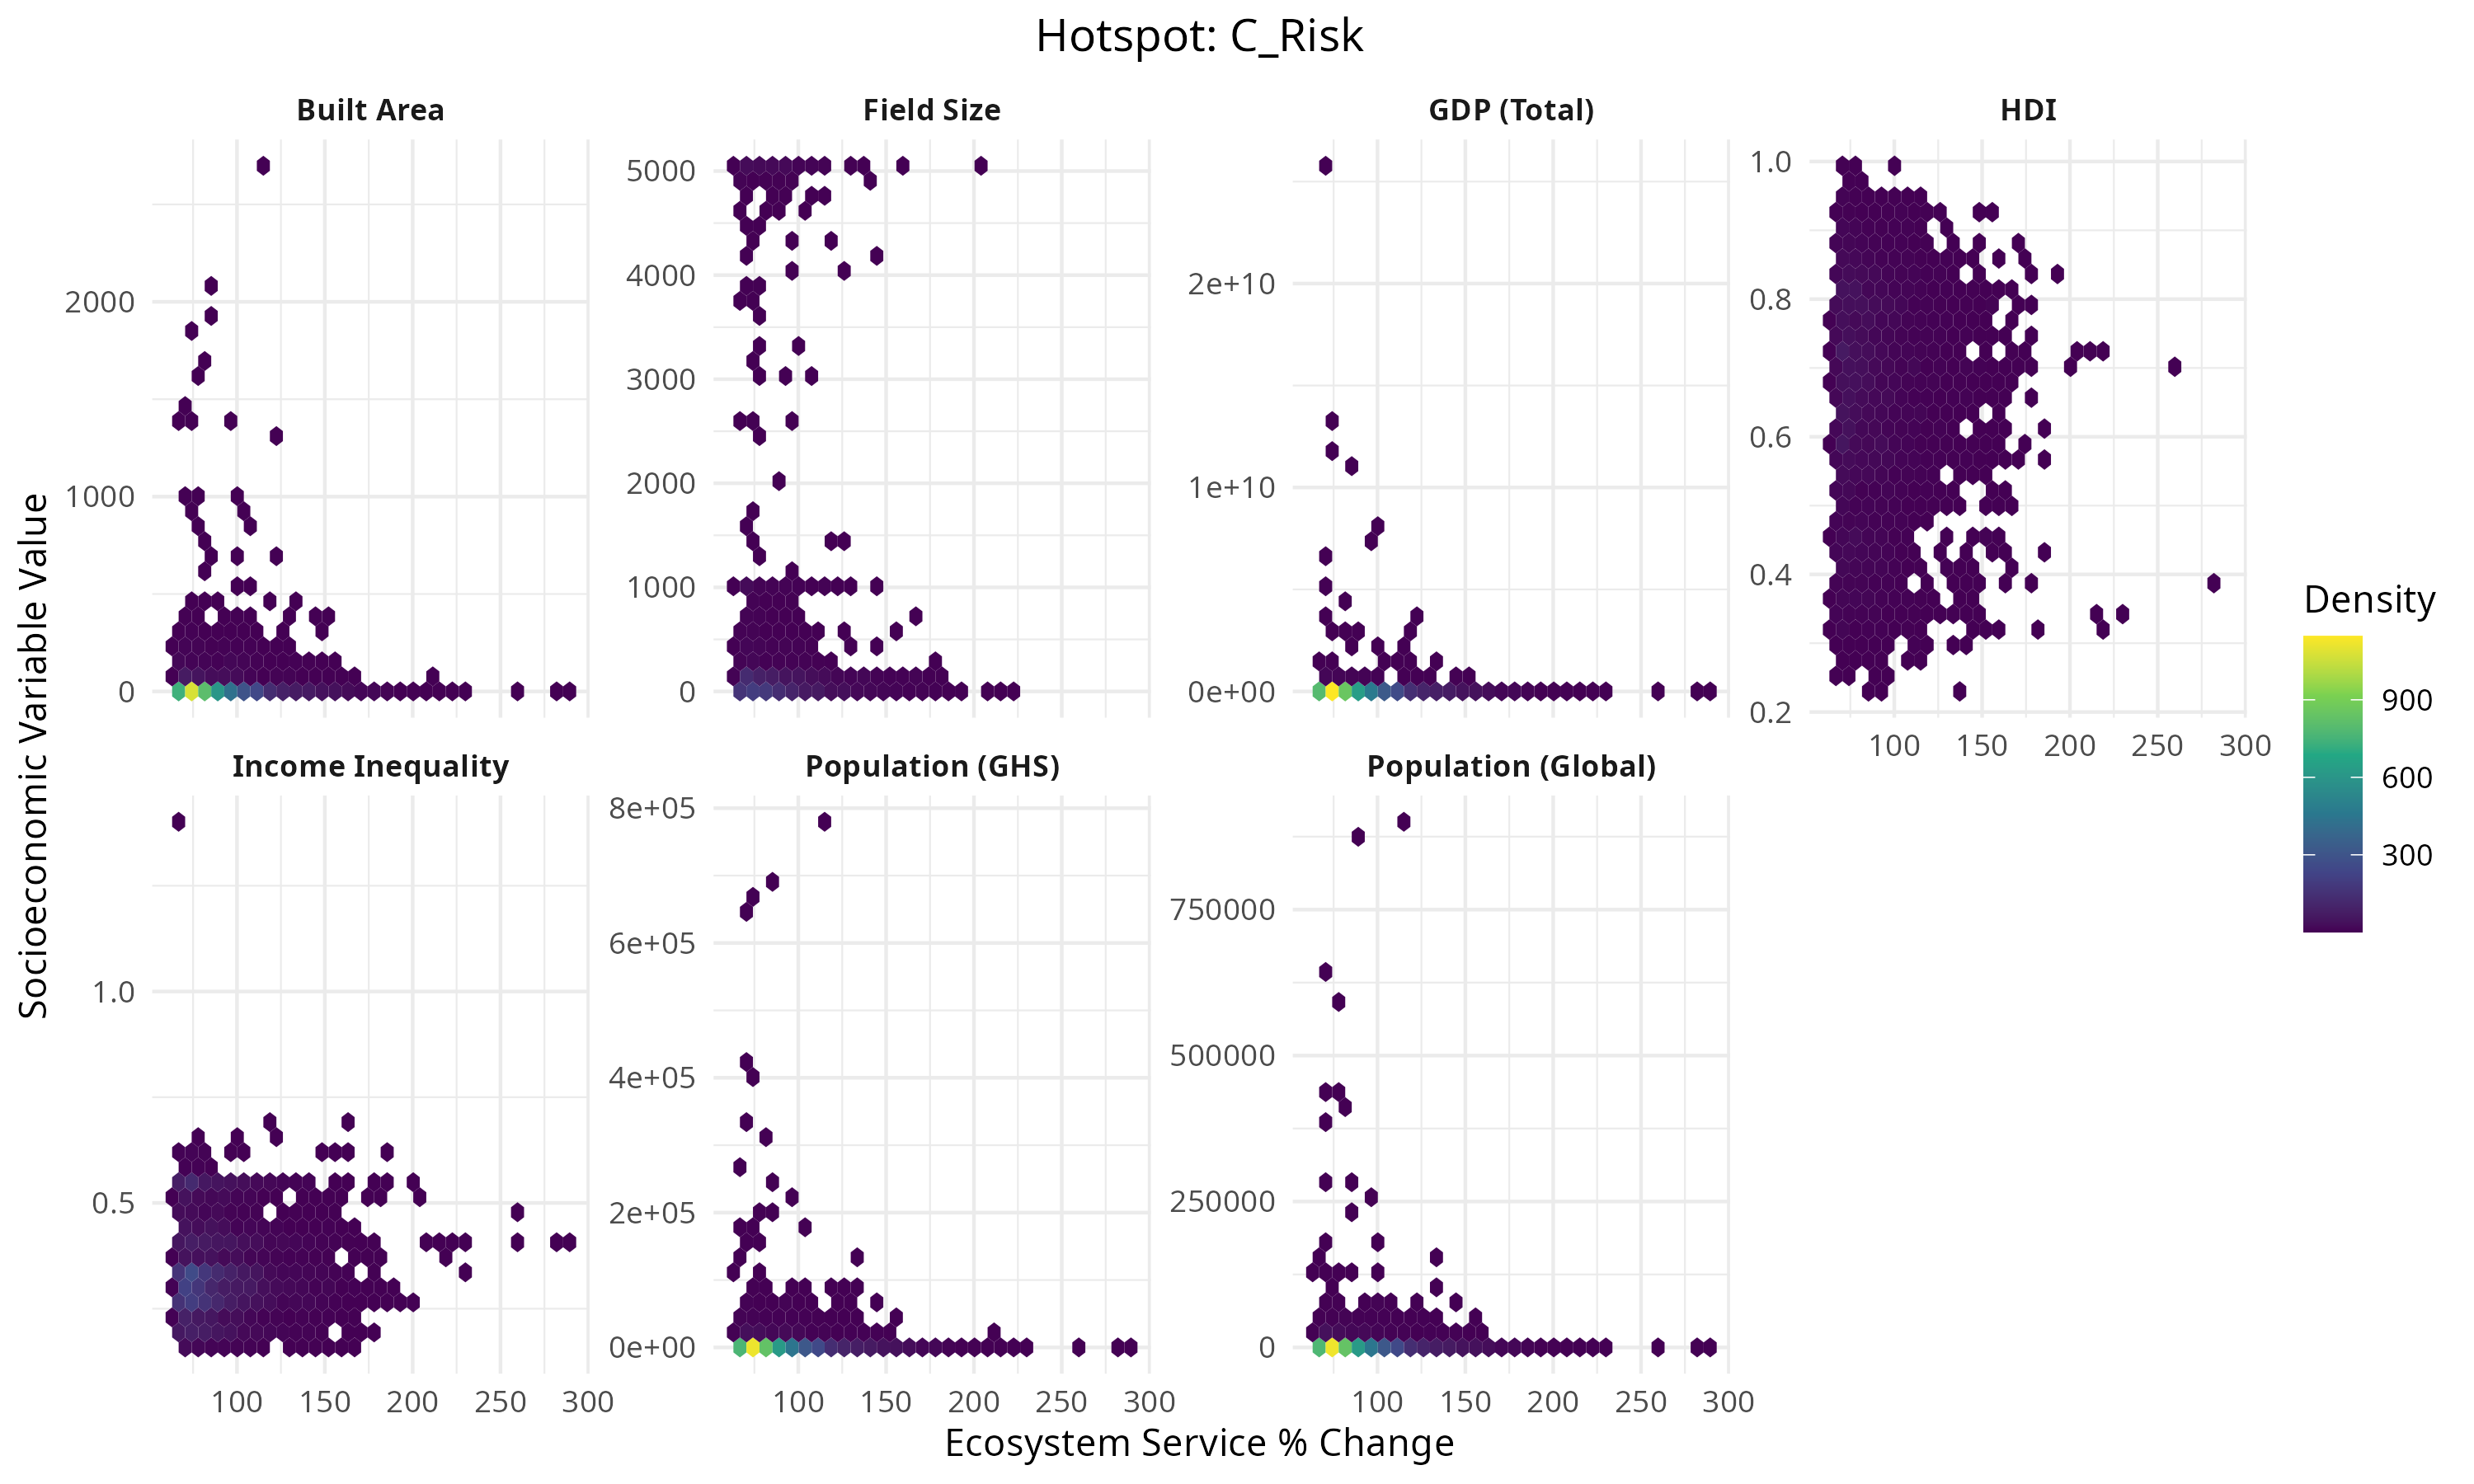 Hotspot: C_Risk
Built Area
Field Size
GDP (Total)
HDI
2000
1000
0
5000
4000
3000
2000
1000
0
2e+10
1e+10
0e+00
1.0
0.8
0.6
0.4
0.2
100 150 200 250 300
Socioeconomic Variable Value
Income Inequality
Population (GHS)
Population (Global)
1.0
0.5
8e+05
6e+05
4e+05
2e+05
0e+00
750000
500000
250000
0
100 150 200 250 300
100 150 200 250 300
100 150 200 250 300
Ecosystem Service % Change
Density
900
600
300